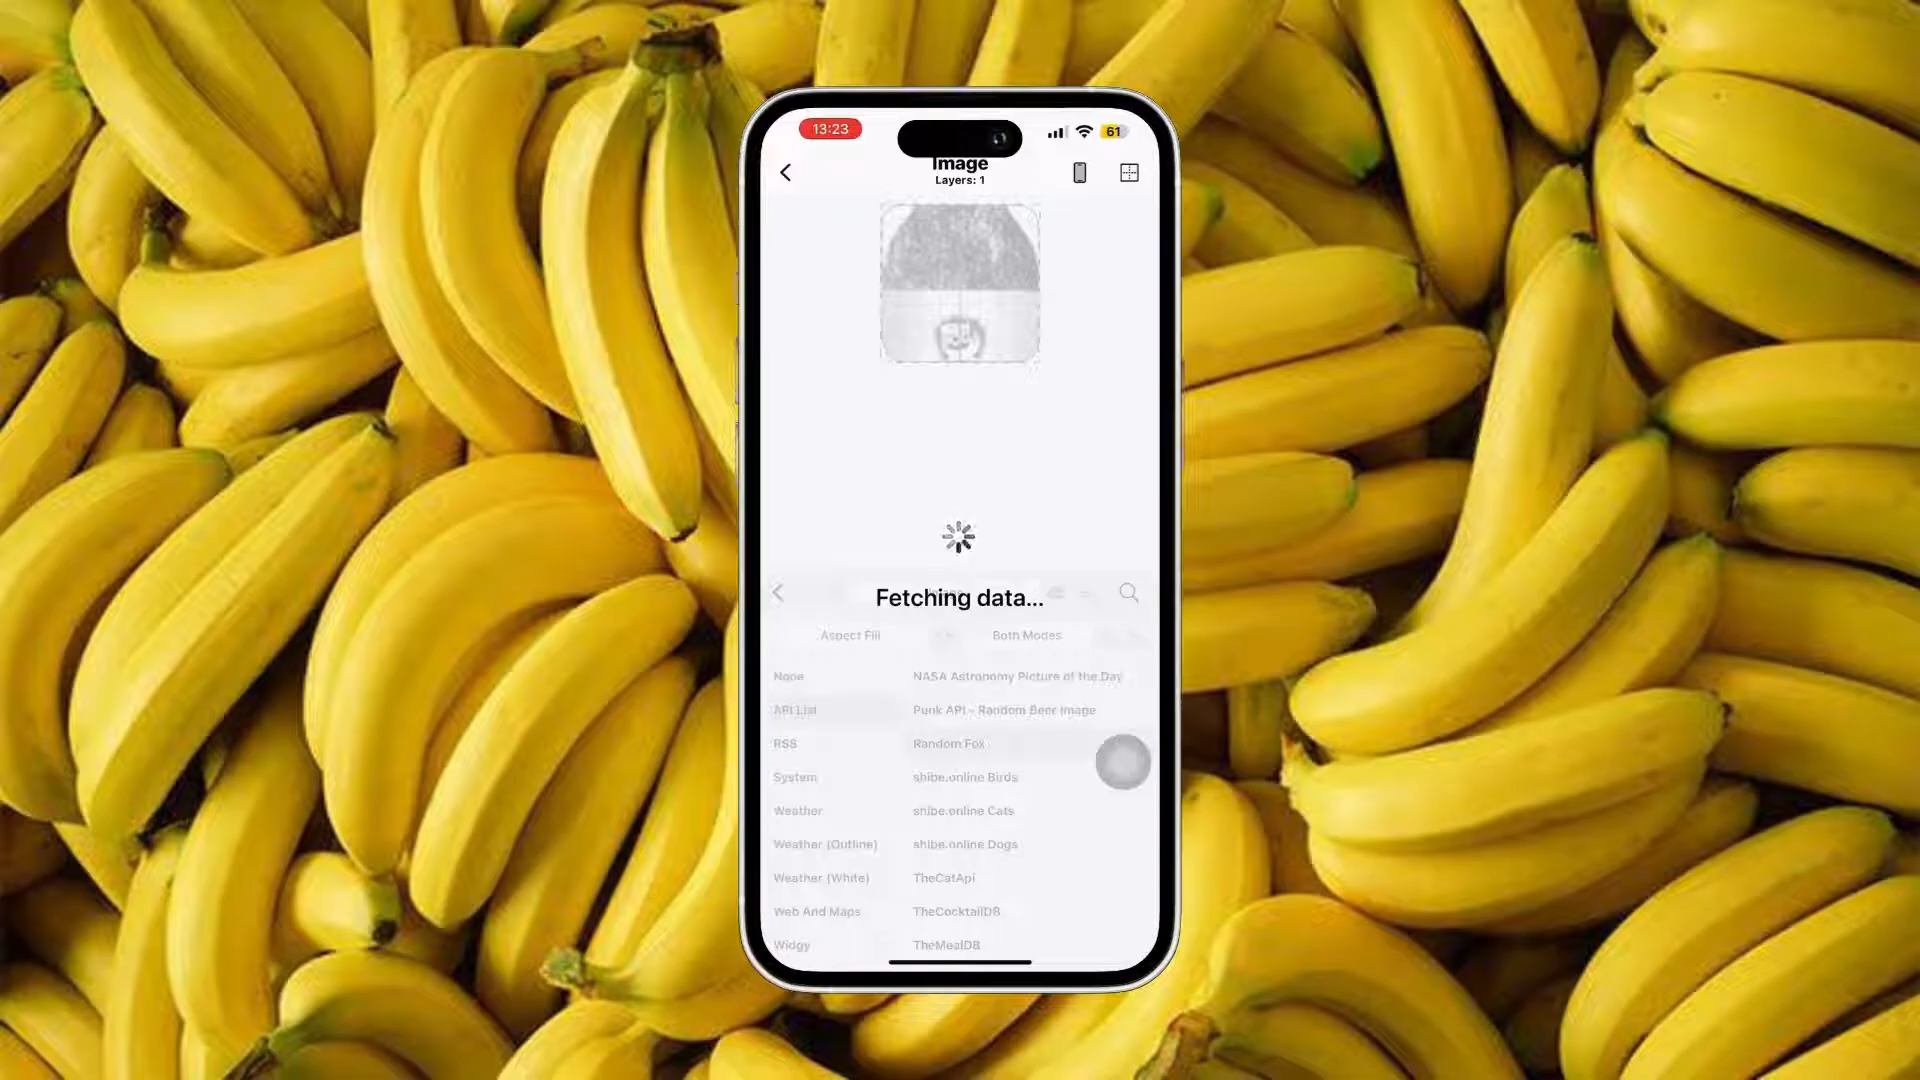 13:23
61
Image
Layers: 1
Fetching data...
Aspect Fill
Both Modes
None
NASA Astronomy Picture of the Day
API List
Punk API - Random Beer Image
RSS
Random Fox
System
shibe.online Birds
Weather
shibe.online Cats
Weather (Outline)
shibe.online Dogs
Weather (White)
TheCatApi
Web And Maps
TheCocktailDB
Widgy
TheMealDB